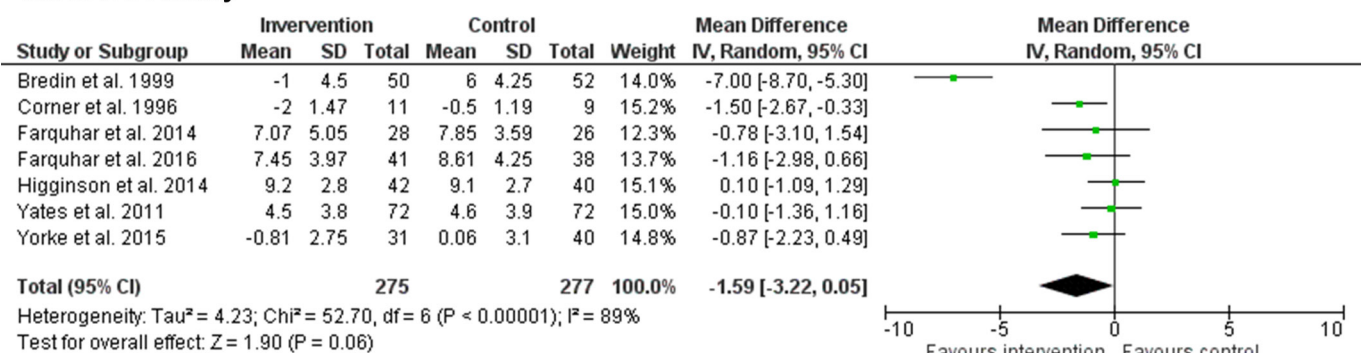 Invervention Control Mean Difference Mean Difference
Study or Subgroup Mean SD Total Mean SD Total Weight IV, Random, 95% CI IV, Random, 95% CI
Bredin et al. 1999 -1 4.5 50 6 4.25 52 14.0% -7.00 [-8.70, -5.30]
Corner et al. 1996 -2 1.47 11 -0.5 1.19 9 15.2% -1.50 [-2.67, -0.33]
Farquhar et al. 2014 7.07 5.05 28 7.85 3.59 26 12.3% -0.78 [-3.10, 1.54]
Farquhar et al. 2016 7.45 3.97 41 8.61 4.25 38 13.7% -1.16 [-2.98, 0.66]
Higginson et al. 2014 9.2 2.8 42 9.1 2.7 40 15.1% 0.10 [-1.09, 1.29]
Yates et al. 2011 4.5 3.8 72 4.6 3.9 72 15.0% -0.10 [-1.36, 1.16]
Yorke et al. 2015 -0.81 2.75 31 0.06 3.1 40 14.8% -0.87 [-2.23, 0.49]
Total (95% CI) 275 277 100.0% -1.59 [-3.22, 0.05]
Heterogeneity: Tau² = 4.23; Chi² = 52.70, df = 6 (P < 0.00001); I² = 89%
Test for overall effect: Z = 1.90 (P = 0.06)
-10 -5 0 5 10
Favours intervention Favours control